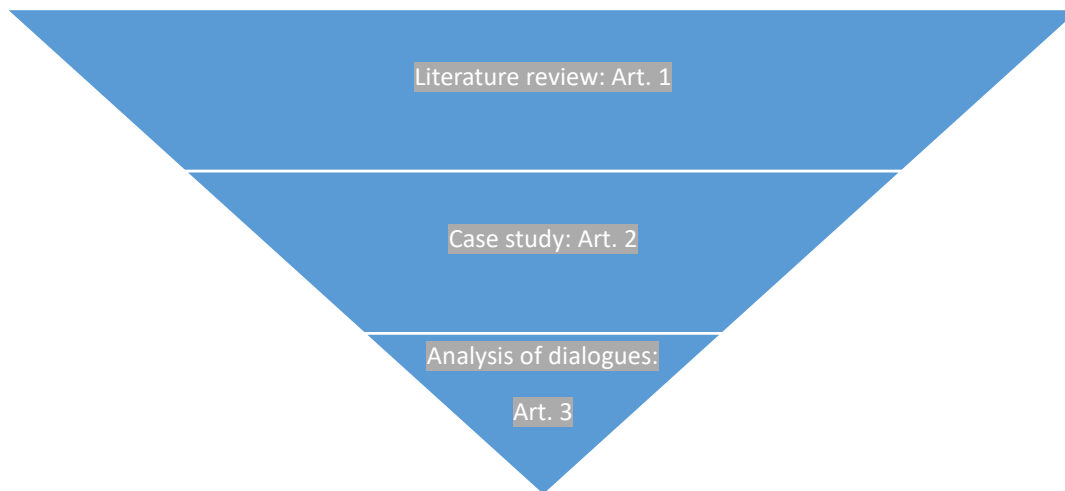 Literature review: Art. 1
Case study: Art. 2
Analysis of dialogues:
Art. 3